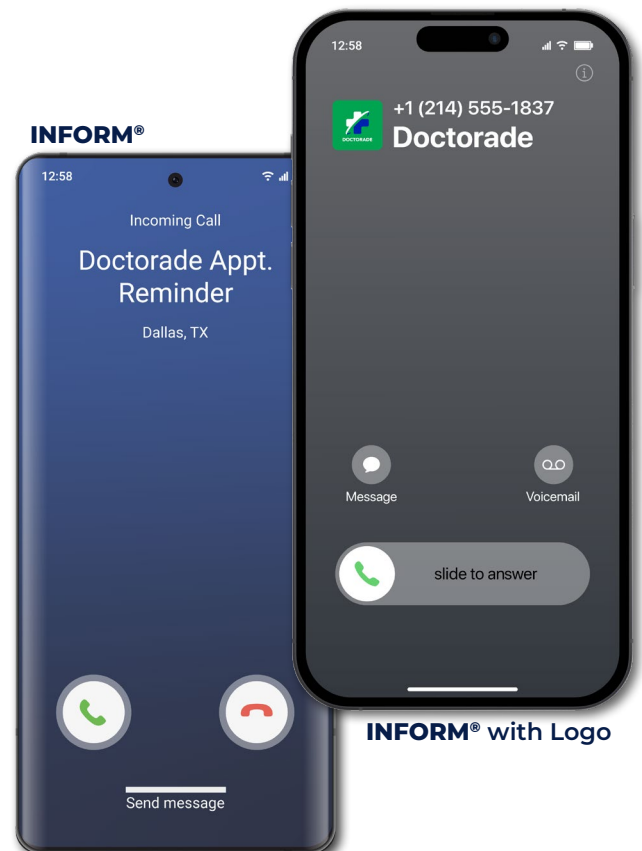 INFORM®
12:58
Incoming Call
Doctorade Appt.
Reminder
Dallas, TX
Send message
12:58
+1 (214) 555-1837
DOCTORADE
Doctorade
Message
Voicemail
slide to answer
INFORM® with Logo